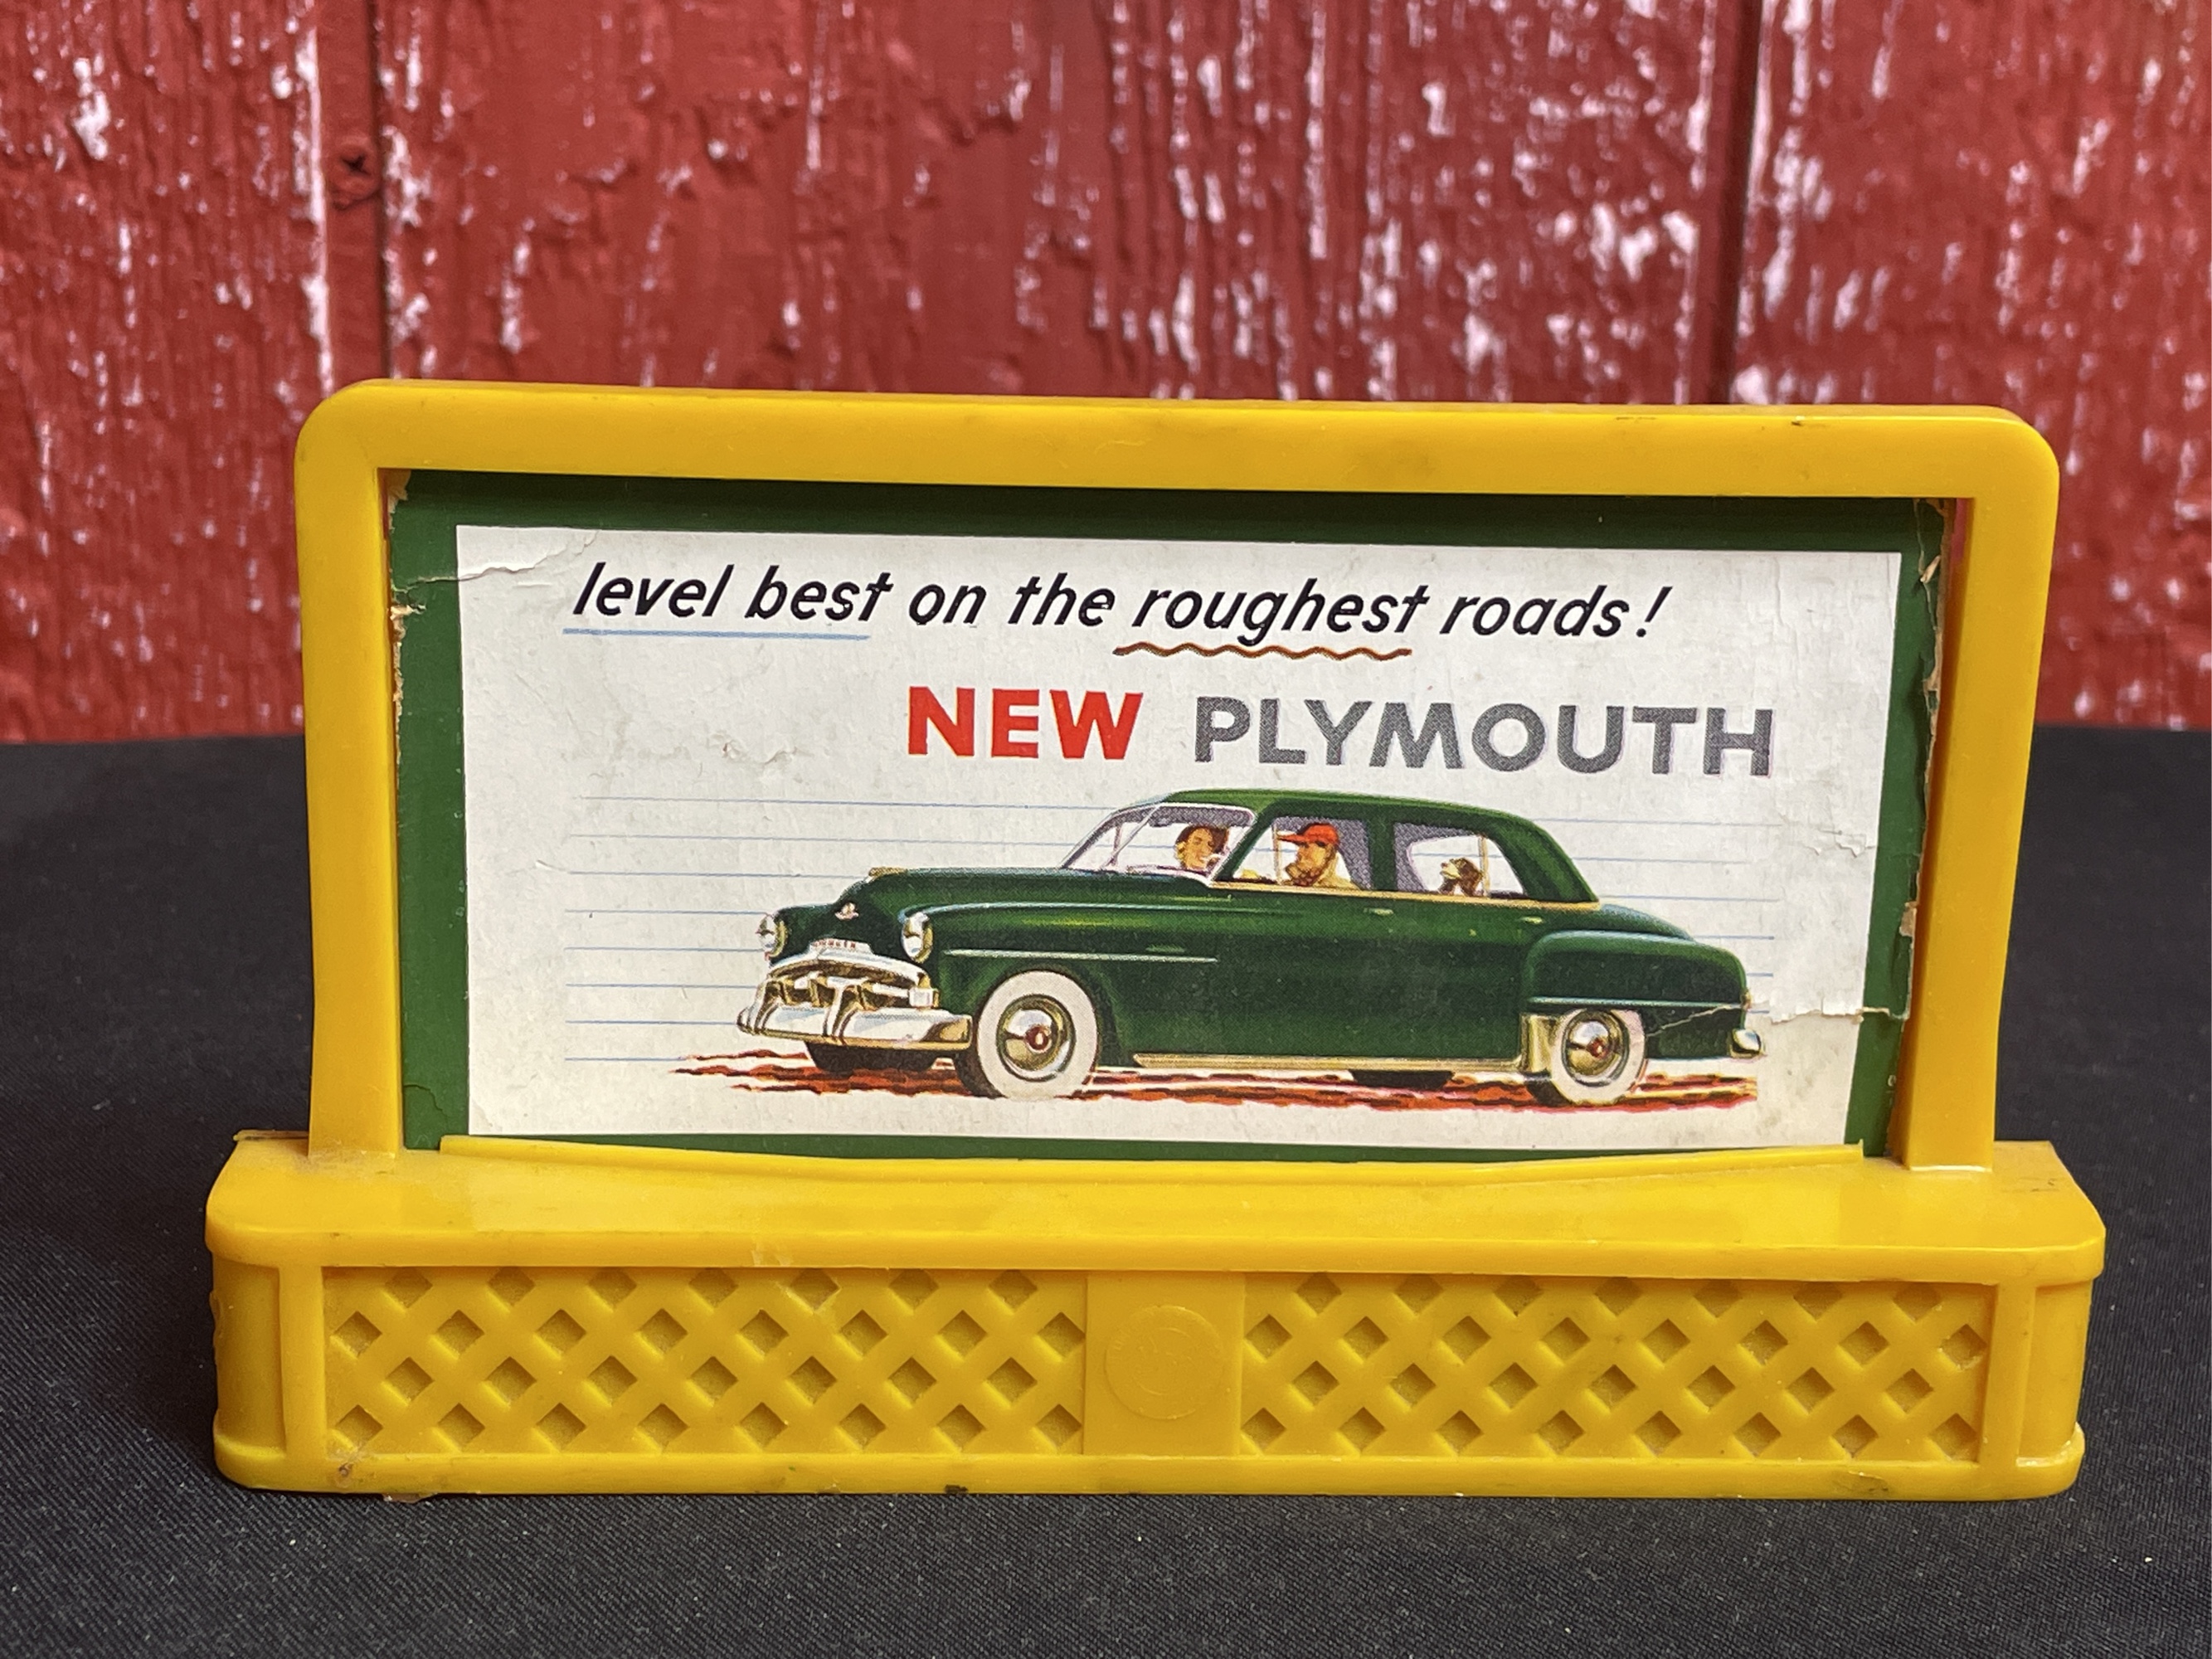 level best on the roughest roads!
NEW PLYMOUTH